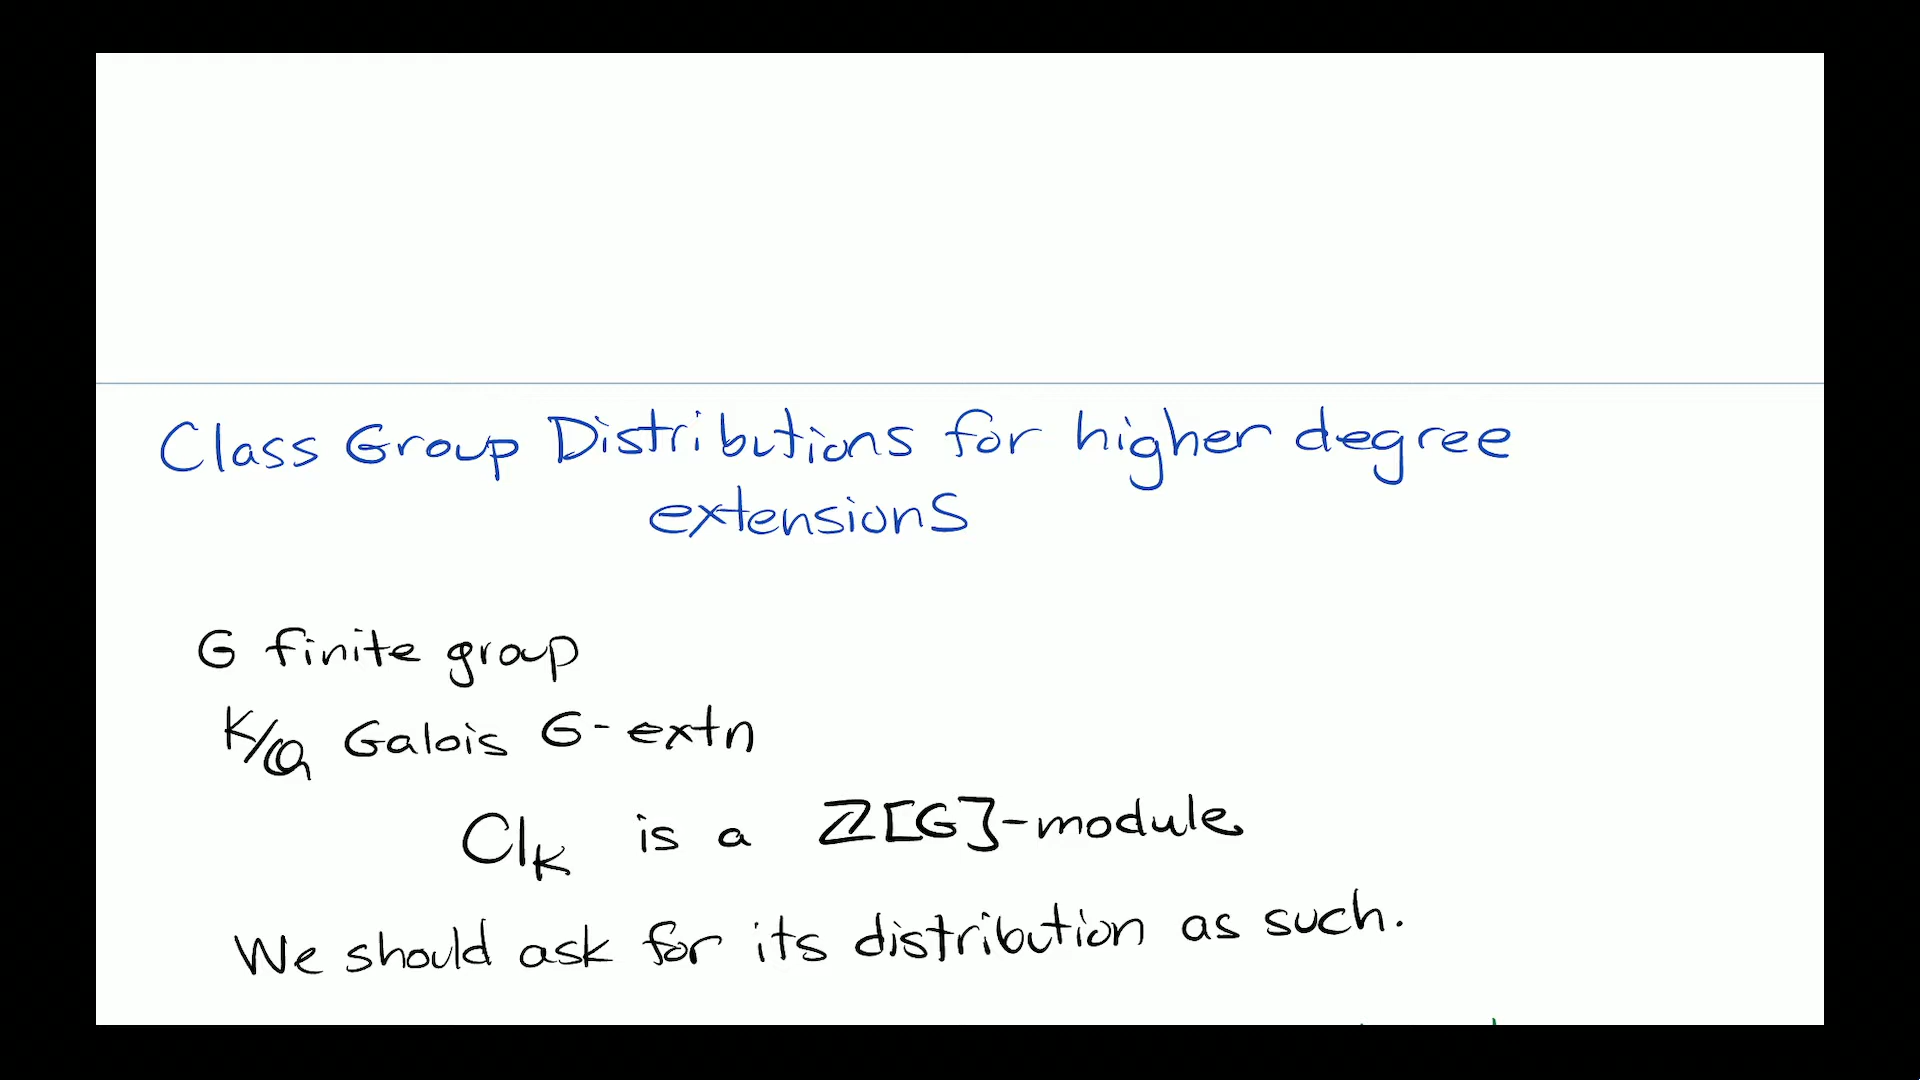 Class Group Distributions for higher degree
extensions
G finite group
K/ℚ Galois G-extn
Cl_K is a ℤ[G]-module
We should ask for its distribution as such.